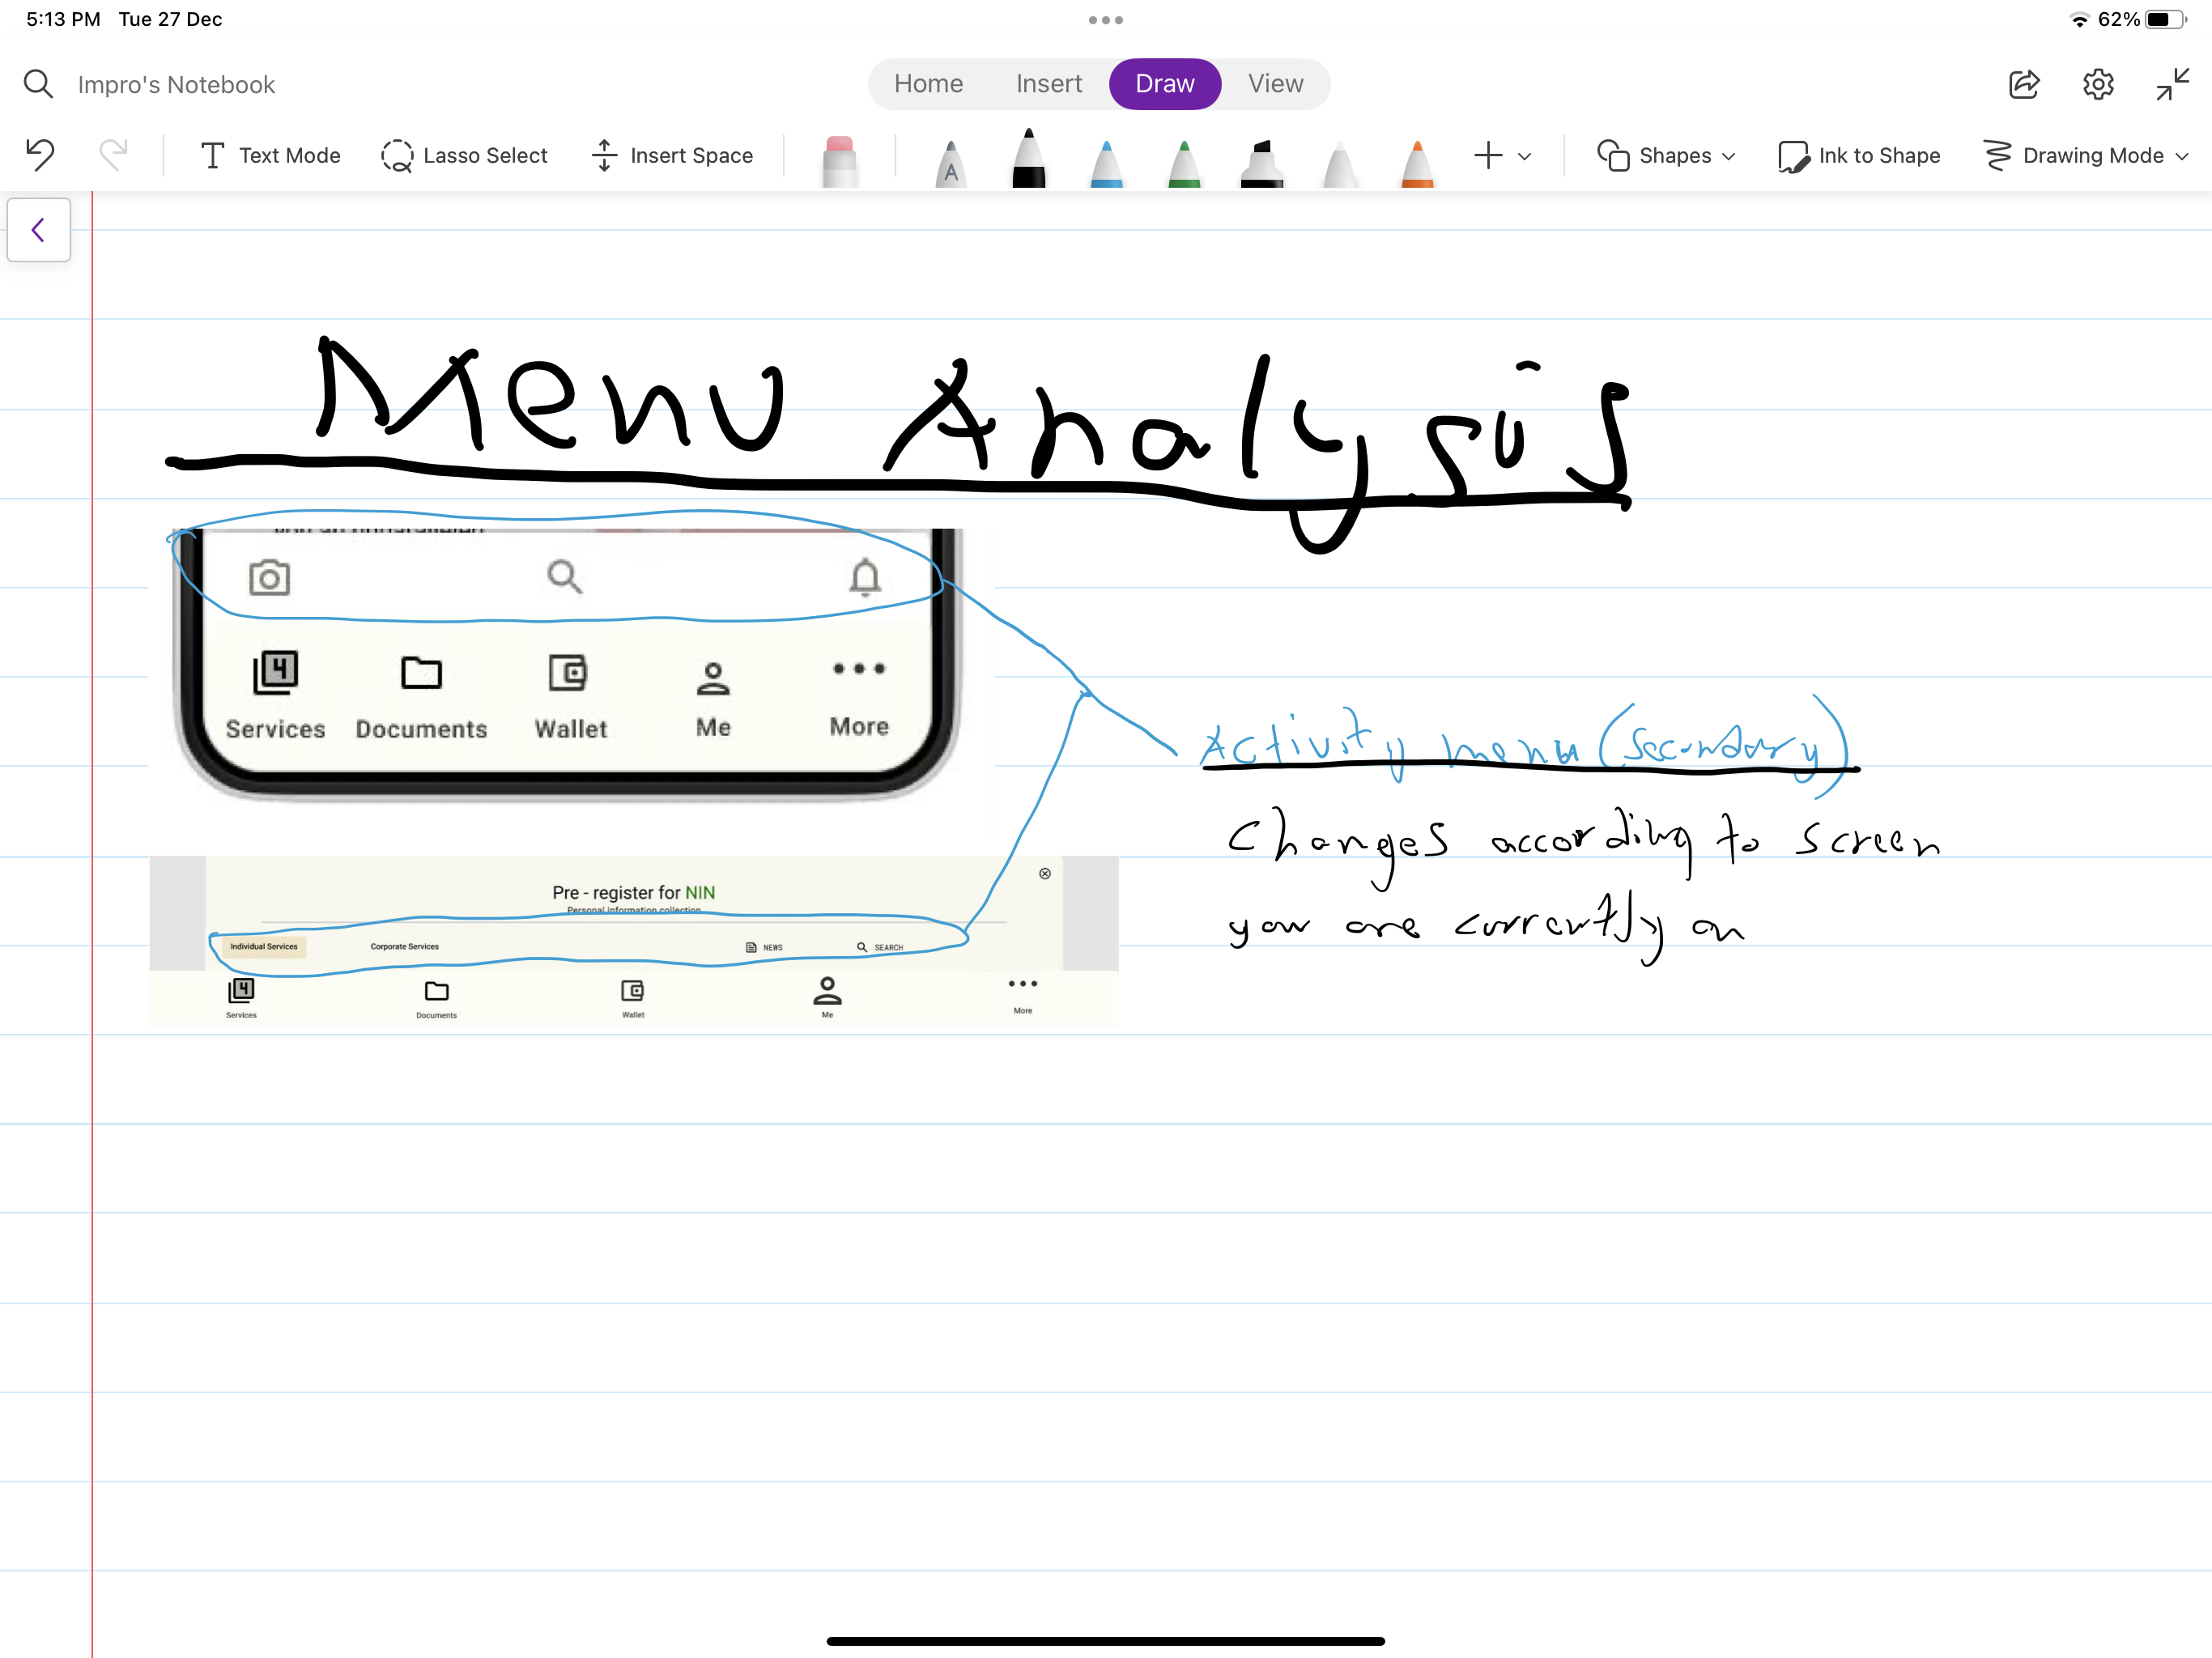 5:13 PM Tue 27 Dec 62%
Impro's Notebook Home Insert Draw View
Text Mode Lasso Select Insert Space A Shapes Ink to Shape Drawing Mode
Menu Analysis
4
Services Documents Wallet Me More
Activity menu (Secondary)
Changes according to screen
you are currently on
Pre - register for NIN
Personal Information collection
Individual Services Corporate Services NEWS SEARCH
4
Services Documents Wallet Me More